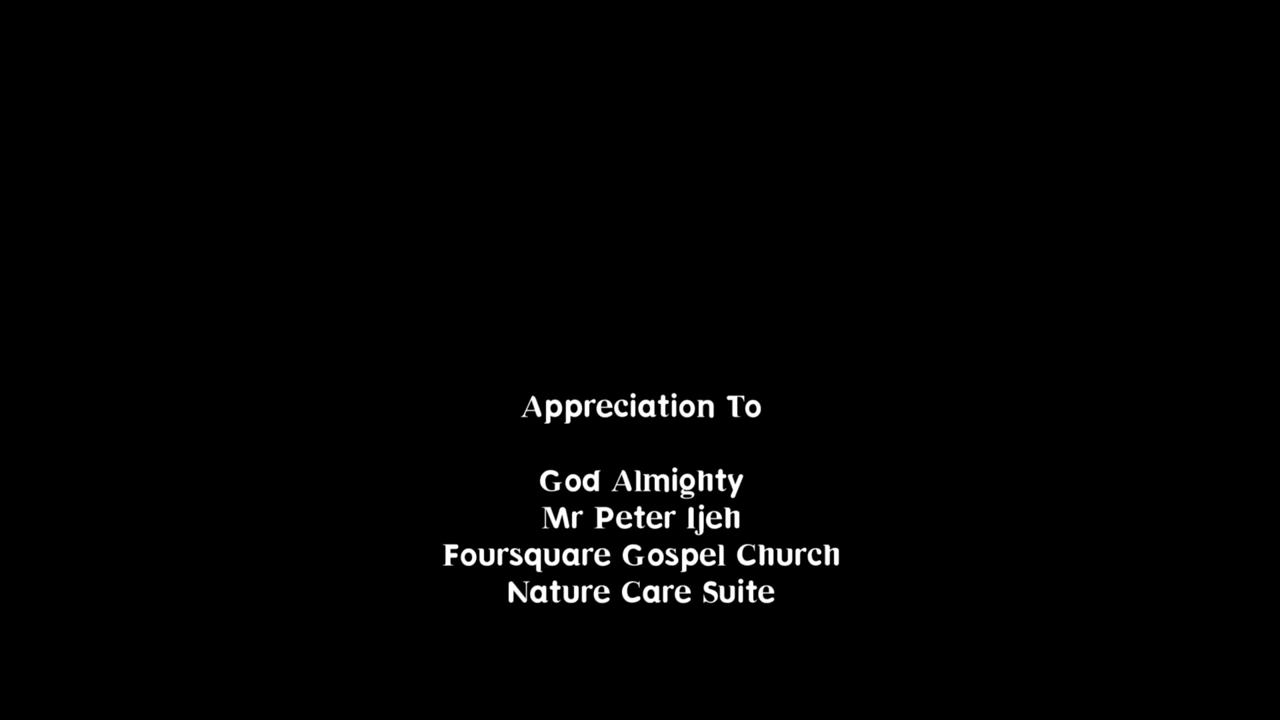 Appreciation To
God Almighty
Mr Peter Ijeh
Foursquare Gospel Church
Nature Care Suite